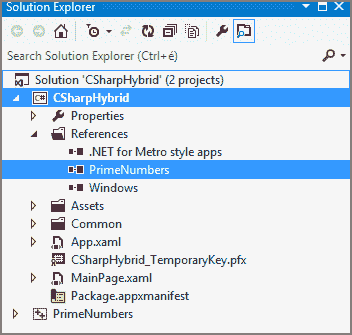 Solution Explorer
Search Solution Explorer (Ctrl+é)
Solution 'CSharpHybrid' (2 projects)
C# CSharpHybrid
Properties
References
.NET for Metro style apps
PrimeNumbers
Windows
Assets
Common
App.xaml
CSharpHybrid_TemporaryKey.pfx
MainPage.xaml
Package.appxmanifest
PrimeNumbers